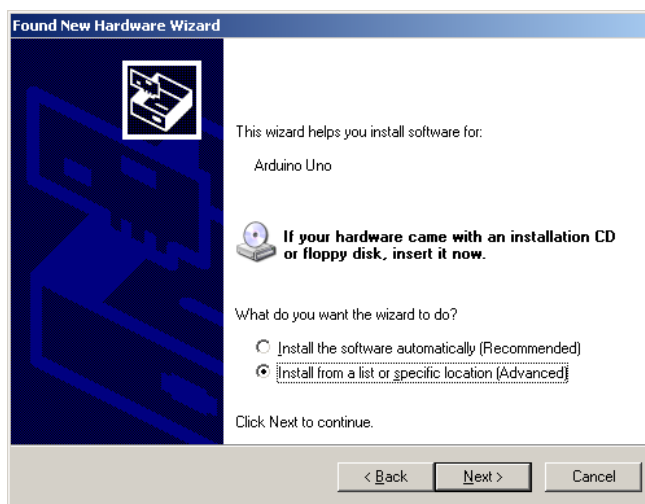 Found New Hardware Wizard
This wizard helps you install software for:
Arduino Uno
If your hardware came with an installation CD
or floppy disk, insert it now.
What do you want the wizard to do?
Install the software automatically (Recommended)
Install from a list or specific location (Advanced)
Click Next to continue.
< Back
Next >
Cancel